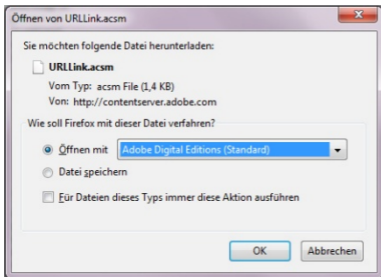 Öffnen von URLLink.acsm
Sie möchten folgende Datei herunterladen:
URLLink.acsm
Vom Typ: acsm File (1,4 KB)
Von: http://contentserver.adobe.com
Wie soll Firefox mit dieser Datei verfahren?
Öffnen mit Adobe Digital Editions (Standard)
Datei speichern
Für Dateien dieses Typs immer diese Aktion ausführen
OK Abbrechen